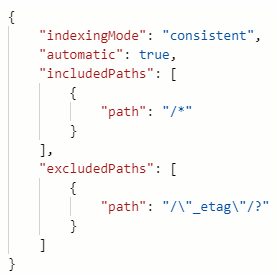 {
    "indexingMode": "consistent",
    "automatic": true,
    "includedPaths": [
        {
            "path": "/*"
        }
    ],
    "excludedPaths": [
        {
            "path": "/\"_etag\"/?"
        }
    ]
}